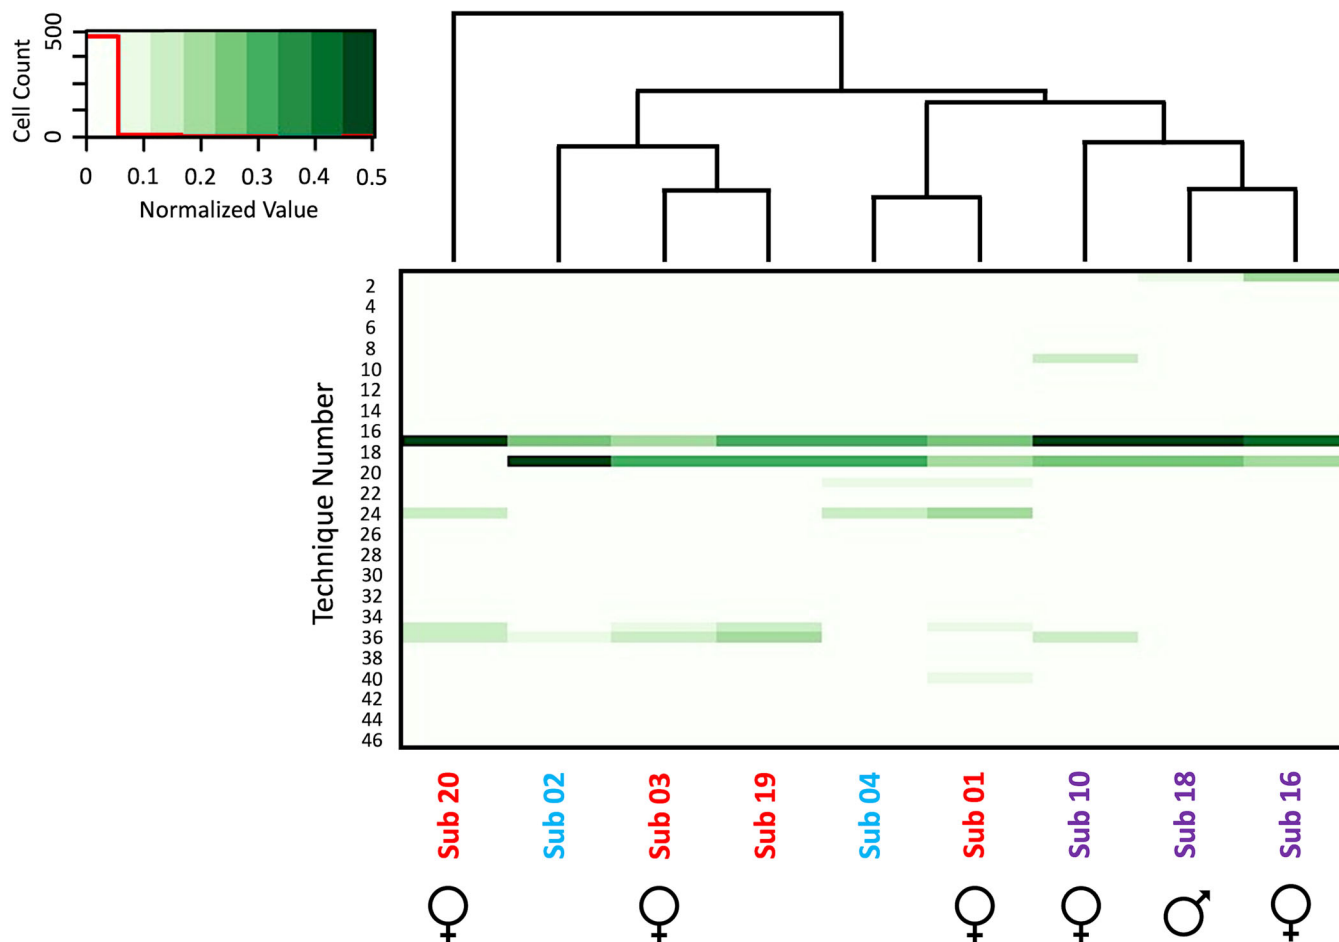 500
0
Cell Count
0 0.1 0.2 0.3 0.4 0.5
Normalized Value
Technique Number
2
4
6
8
10
12
14
16
18
20
22
24
26
28
30
32
34
36
38
40
42
44
46
Sub 20
Sub 02
Sub 03
Sub 19
Sub 04
Sub 01
Sub 10
Sub 18
Sub 16
♀ ♀ ♀ ♀ ♂ ♀